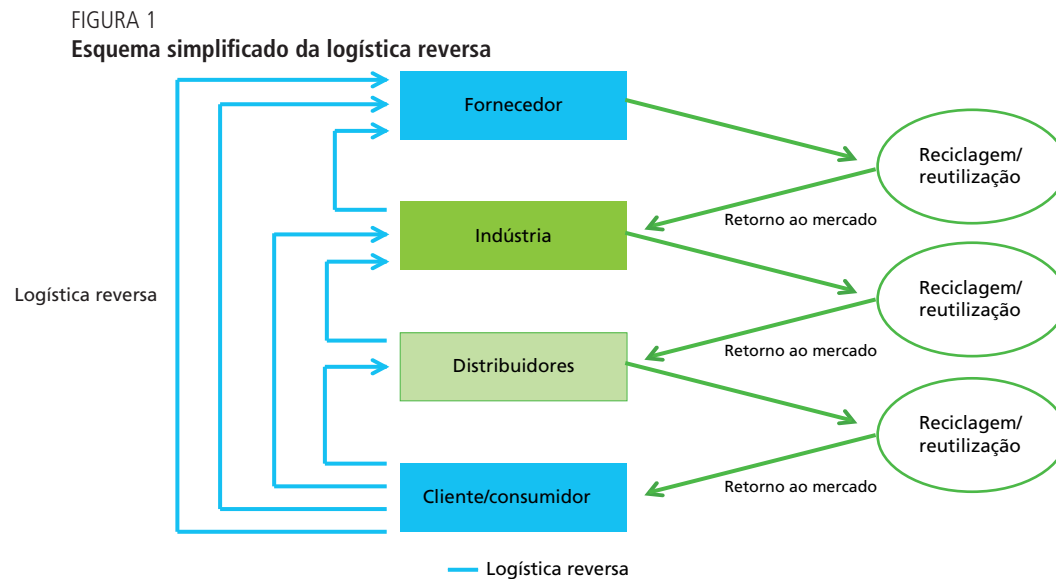 FIGURA 1
Esquema simplificado da logística reversa
Fornecedor
Reciclagem/
reutilização
Retorno ao mercado
Indústria
Logística reversa
Reciclagem/
reutilização
Retorno ao mercado
Distribuidores
Reciclagem/
reutilização
Retorno ao mercado
Cliente/consumidor
Logística reversa